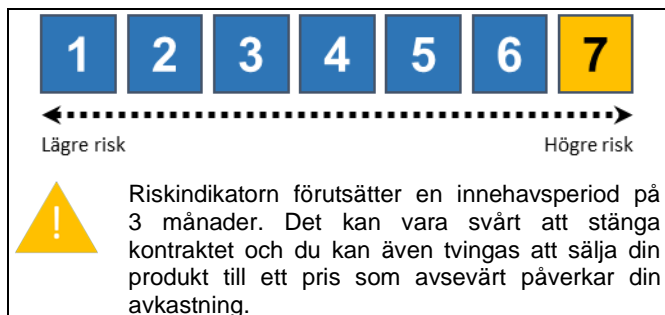 1 2 3 4 5 6 7
Lägre risk Högre risk
!
Riskindikatorn förutsätter en innehavsperiod på
3 månader. Det kan vara svårt att stänga
kontraktet och du kan även tvingas att sälja din
produkt till ett pris som avsevärt påverkar din
avkastning.